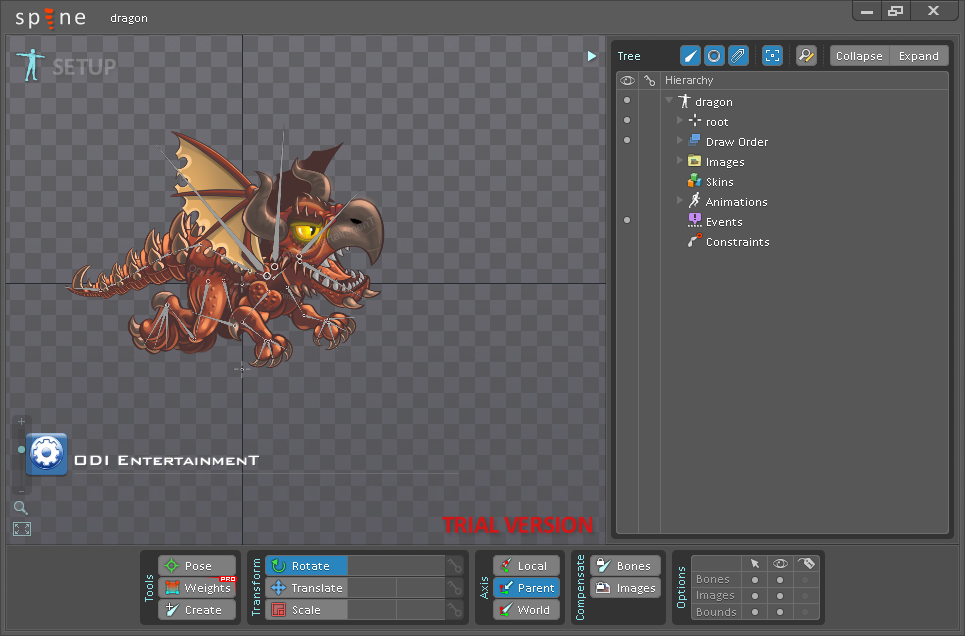 spine dragon
SETUP
Tree Collapse Expand
Hierarchy
dragon
root
Draw Order
Images
Skins
Animations
Events
Constraints
ODI Entertainment
TRIAL VERSION
Tools
Pose
Weights PRO
Create
Transform
Rotate
Translate
Scale
Axis
Local
Parent
World
Compensate
Bones
Images
Options
Bones
Images
Bounds